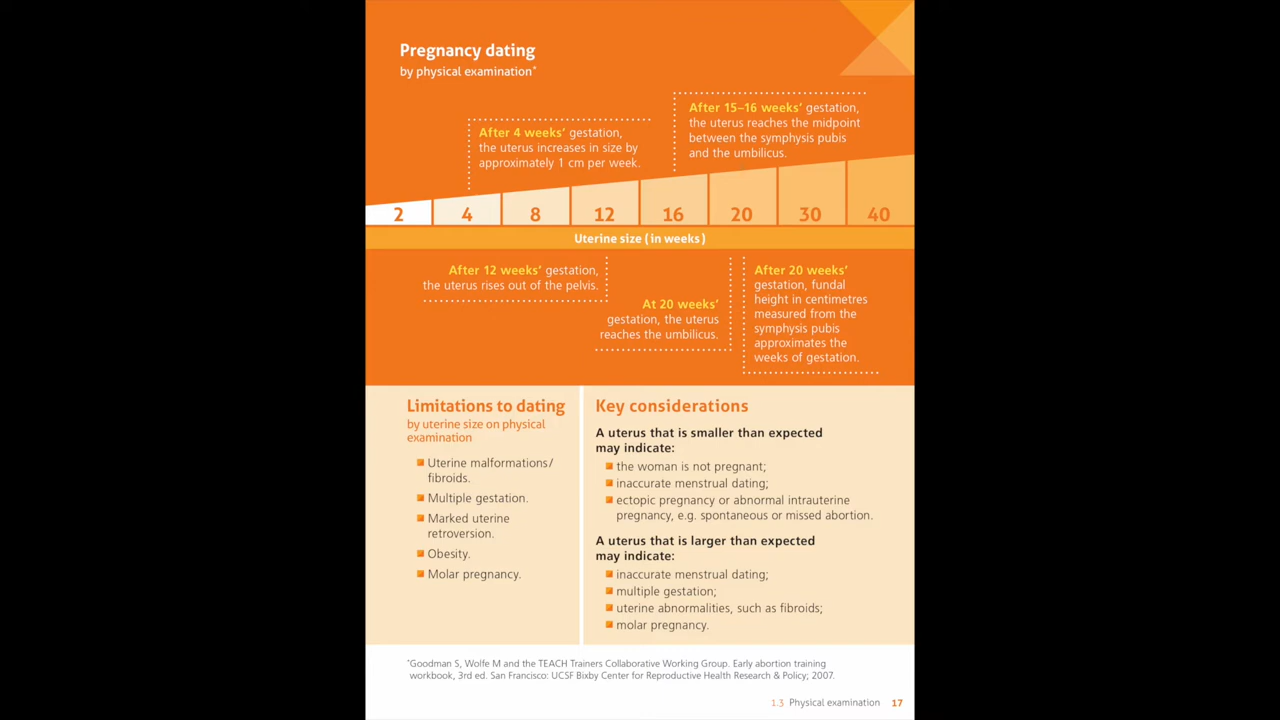 Pregnancy dating
by physical examination*
After 15–16 weeks’ gestation,
the uterus reaches the midpoint
between the symphysis pubis
and the umbilicus.
After 4 weeks’ gestation,
the uterus increases in size by
approximately 1 cm per week.
2 4 8 12 16 20 30 40
Uterine size (in weeks)
After 12 weeks’ gestation,
the uterus rises out of the pelvis.
At 20 weeks’
gestation, the uterus
reaches the umbilicus.
After 20 weeks’
gestation, fundal
height in centimetres
measured from the
symphysis pubis
approximates the
weeks of gestation.
Limitations to dating
by uterine size on physical
examination
Uterine malformations/
fibroids.
Multiple gestation.
Marked uterine
retroversion.
Obesity.
Molar pregnancy.
Key considerations
A uterus that is smaller than expected
may indicate:
the woman is not pregnant;
inaccurate menstrual dating;
ectopic pregnancy or abnormal intrauterine
pregnancy, e.g. spontaneous or missed abortion.
A uterus that is larger than expected
may indicate:
inaccurate menstrual dating;
multiple gestation;
uterine abnormalities, such as fibroids;
molar pregnancy.
*Goodman S, Wolfe M and the TEACH Trainers Collaborative Working Group. Early abortion training
workbook, 3rd ed. San Francisco: UCSF Bixby Center for Reproductive Health Research & Policy; 2007.
1.3 Physical examination 17